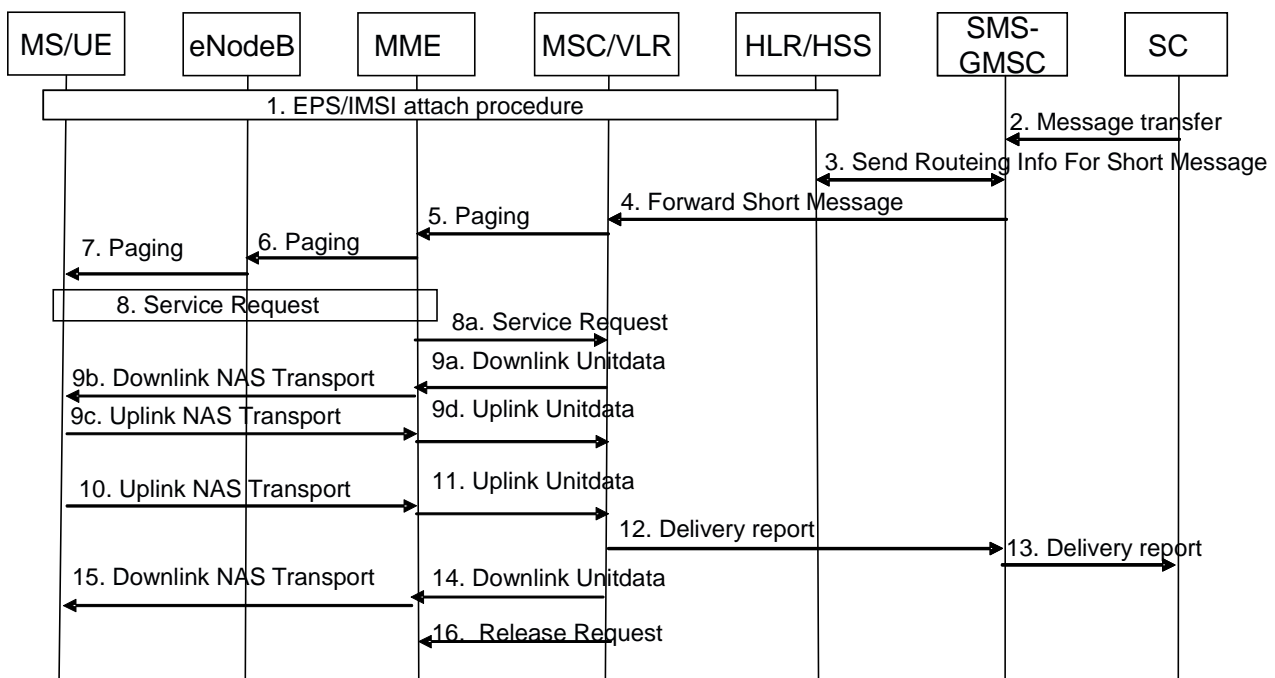 MS/UE
eNodeB
MME
MSC/VLR
HLR/HSS
SMS-
GMSC
SC
1. EPS/IMSI attach procedure
2. Message transfer
3. Send Routeing Info For Short Message
4. Forward Short Message
5. Paging
6. Paging
7. Paging
8. Service Request
8a. Service Request
9a. Downlink Unitdata
9b. Downlink NAS Transport
9c. Uplink NAS Transport
9d. Uplink Unitdata
10. Uplink NAS Transport
11. Uplink Unitdata
12. Delivery report
13. Delivery report
15. Downlink NAS Transport
14. Downlink Unitdata
16. Release Request